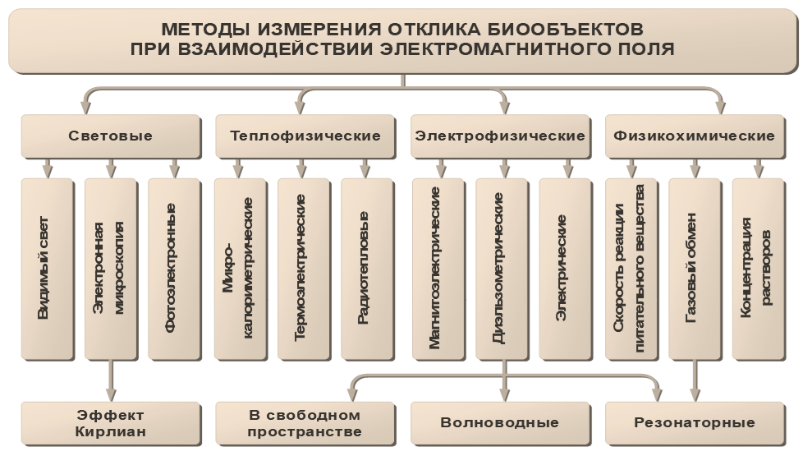 МЕТОДЫ ИЗМЕРЕНИЯ ОТКЛИКА БИООБЪЕКТОВ
ПРИ ВЗАИМОДЕЙСТВИИ ЭЛЕКТРОМАГНИТНОГО ПОЛЯ
Световые
Теплофизические
Электрофизические
Физикохимические
Видимый свет
Электронная
микроскопия
Фотоэлектронные
Микро-
калориметрические
Термоэлектрические
Радиотепловые
Магнитоэлектрические
Диэльзометрические
Электрические
Скорость реакции
питательного вещества
Газовый обмен
Концентрация
растворов
Эффект
Кирлиан
В свободном
пространстве
Волноводные
Резонаторные